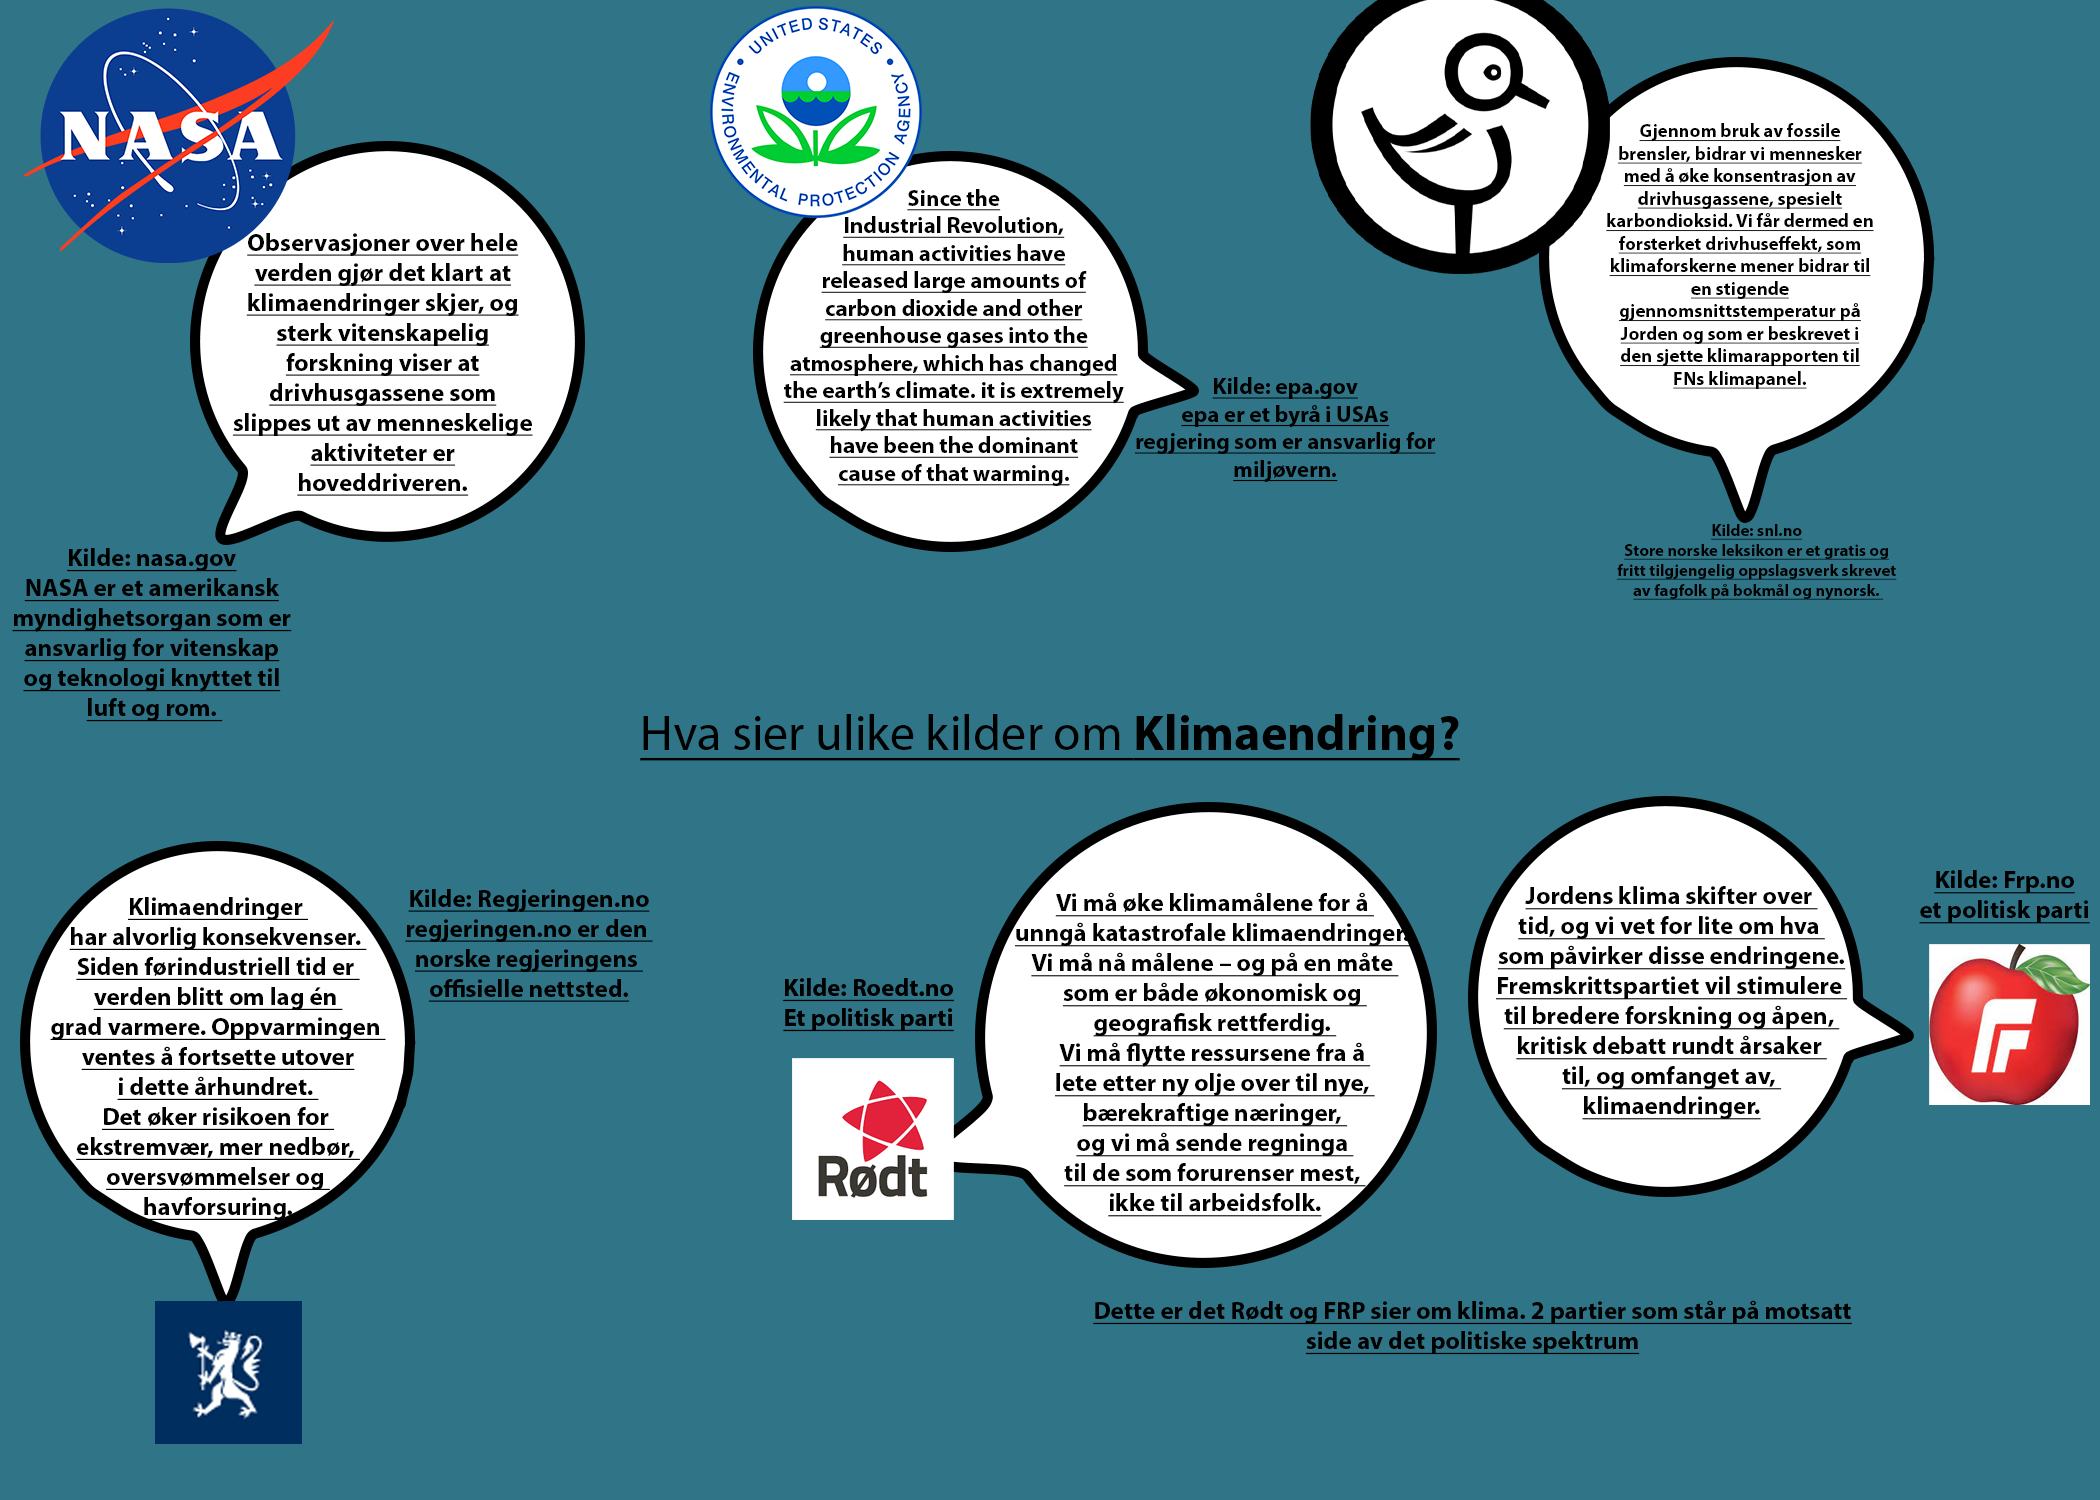 NASA
Observasjoner over hele
verden gjør det klart at
klimaendringer skjer, og
sterk vitenskapelig
forskning viser at
drivhusgassene som
slippes ut av menneskelige
aktiviteter er
hoveddriveren.
Kilde: nasa.gov
NASA er et amerikansk
myndighetsorgan som er
ansvarlig for vitenskap
og teknologi knyttet til
luft og rom.
UNITED STATES
ENVIRONMENTAL PROTECTION AGENCY
Since the
Industrial Revolution,
human activities have
released large amounts of
carbon dioxide and other
greenhouse gases into the
atmosphere, which has changed
the earth’s climate. it is extremely
likely that human activities
have been the dominant
cause of that warming.
Kilde: epa.gov
epa er et byrå i USAs
regjering som er ansvarlig for
miljøvern.
Gjennom bruk av fossile
brensler, bidrar vi mennesker
med å øke konsentrasjon av
drivhusgassene, spesielt
karbondioksid. Vi får dermed en
forsterket drivhuseffekt, som
klimaforskerne mener bidrar til
en stigende
gjennomsnittstemperatur på
Jorden og som er beskrevet i
den sjette klimarapporten til
FNs klimapanel.
Kilde: snl.no
Store norske leksikon er et gratis og
fritt tilgjengelig oppslagsverk skrevet
av fagfolk på bokmål og nynorsk.
Hva sier ulike kilder om Klimaendring?
Klimaendringer
har alvorlig konsekvenser.
Siden førindustriell tid er
verden blitt om lag én
grad varmere. Oppvarmingen
ventes å fortsette utover
i dette århundret.
Det øker risikoen for
ekstremvær, mer nedbør,
oversvømmelser og
havforsuring.
Kilde: Regjeringen.no
regjeringen.no er den
norske regjeringens
offisielle nettsted.
Kilde: Roedt.no
Et politisk parti
Rødt
Vi må øke klimamålene for å
unngå katastrofale klimaendringer.
Vi må nå målene – og på en måte
som er både økonomisk og
geografisk rettferdig.
Vi må flytte ressursene fra å
lete etter ny olje over til nye,
bærekraftige næringer,
og vi må sende regninga
til de som forurenser mest,
ikke til arbeidsfolk.
Jordens klima skifter over
tid, og vi vet for lite om hva
som påvirker disse endringene.
Fremskrittspartiet vil stimulere
til bredere forskning og åpen,
kritisk debatt rundt årsaker
til, og omfanget av,
klimaendringer.
Kilde: Frp.no
et politisk parti
Dette er det Rødt og FRP sier om klima. 2 partier som står på motsatt
side av det politiske spektrum